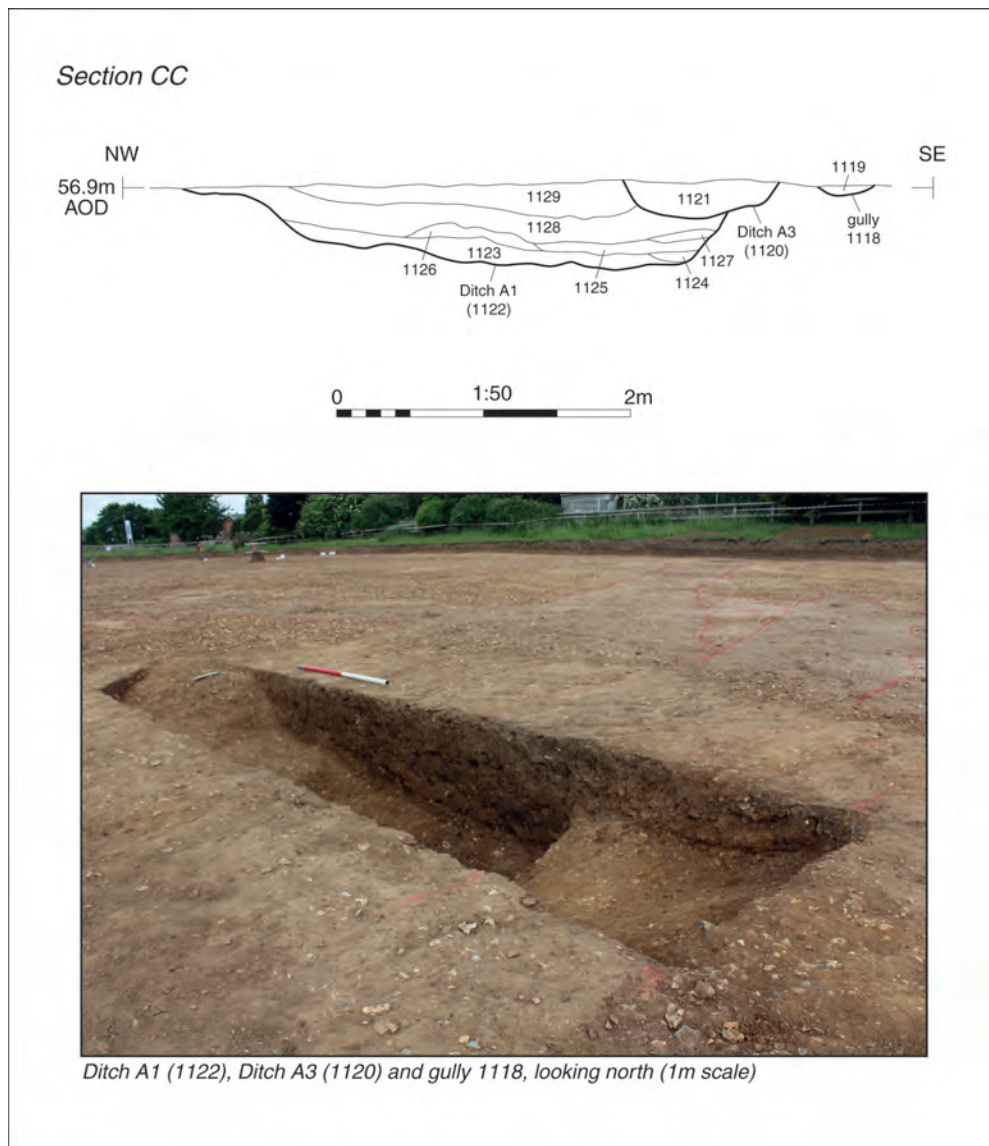 Section CC
NW
SE
56.9m
AOD
1119
1129
1121
gully
1118
1128
Ditch A3
(1120)
1123
1127
1126
1125
1124
Ditch A1
(1122)
0
1:50
2m
Ditch A1 (1122), Ditch A3 (1120) and gully 1118, looking north (1m scale)